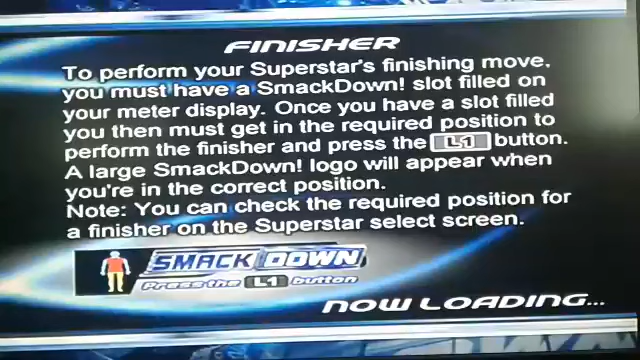 FINISHER
To perform your Superstar's finishing move,
you must have a SmackDown! slot filled on
your meter display. Once you have a slot filled
you then must get in the required position to
perform the finisher and press the L1 button.
A large SmackDown! logo will appear when
you're in the correct position.
Note: You can check the required position for
a finisher on the Superstar select screen.
SMACKDOWN
Press the L1 button
NOW LOADING...